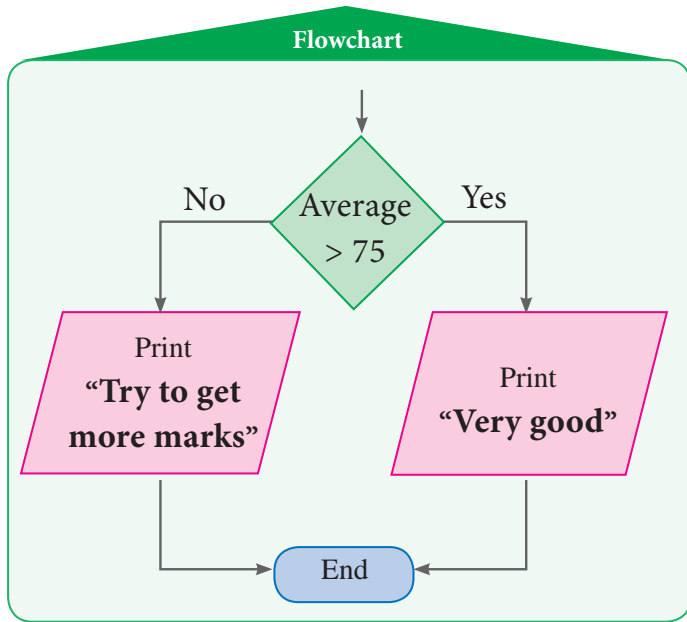 Flowchart
No
Yes
Average
> 75
Print
“Try to get
more marks”
Print
“Very good”
End